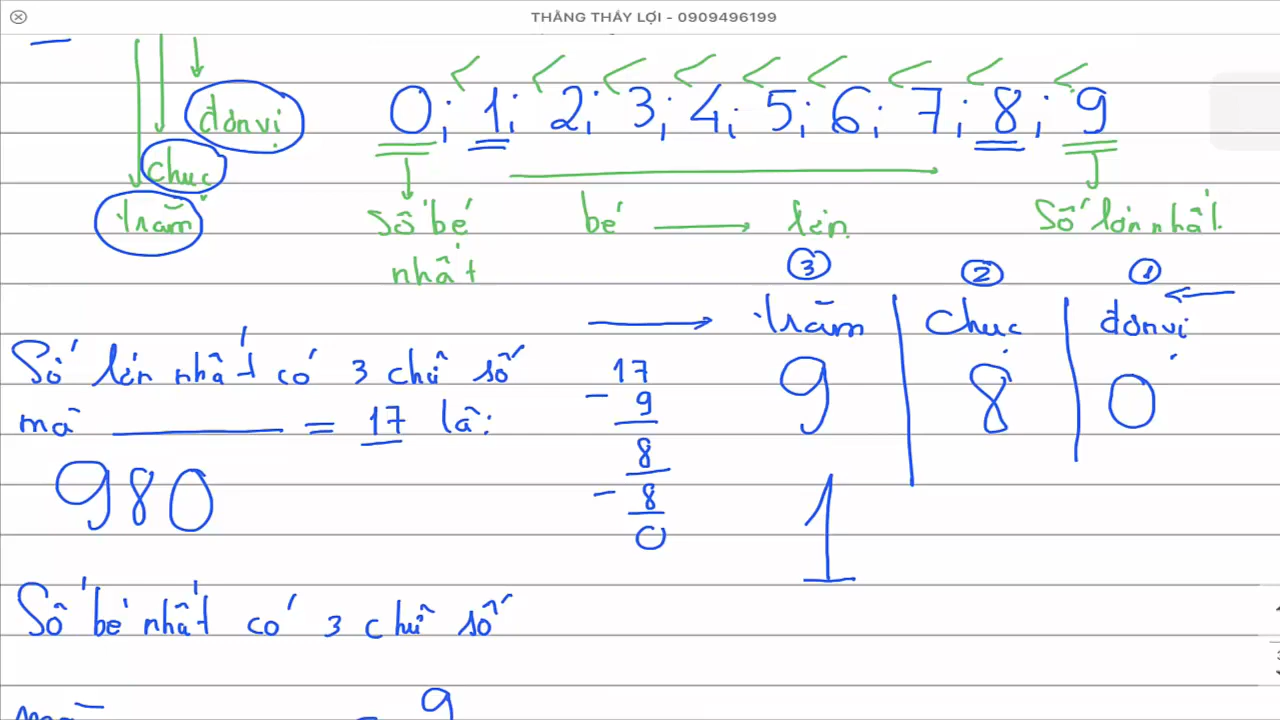 THẦNG THẦY LỢI - 0909496199
0; 1; 2; 3; 4; 5; 6; 7; 8; 9
< < < < < < < < <
đơn vị
chục
trăm
số bé nhất
bé → lớn
số lớn nhất
③ ② ①
trăm chục đơn vị
9 8 0
Số lớn nhất có 3 chữ số
mà ____ = 17 là:
980
17
- 9
8
- 8
0
1
Số bé nhất có 3 chữ số
9